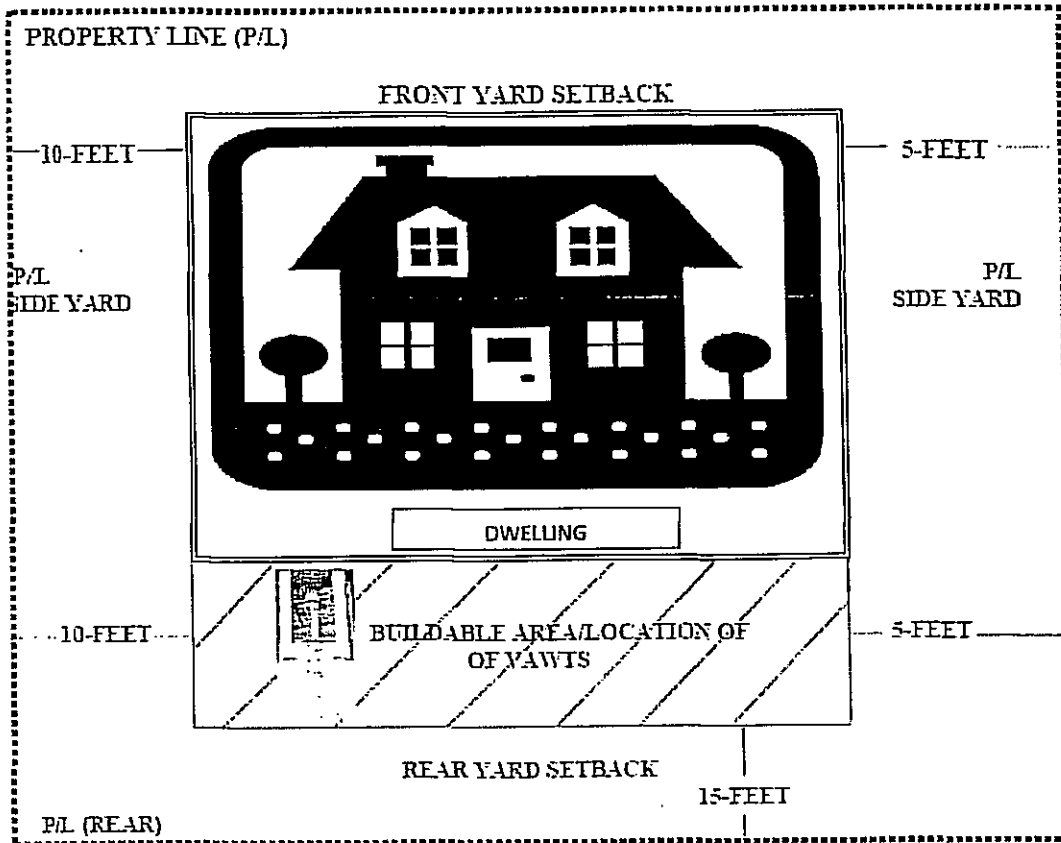 PROPERTY LINE (P/L)
FRONT YARD SETBACK
10-FEET
5-FEET
P/L
SIDE YARD
P/L
SIDE YARD
DWELLING
10-FEET
BUILDABLE AREA/LOCATION OF
OF VAWTS
5-FEET
REAR YARD SETBACK
15-FEET
P/L (REAR)